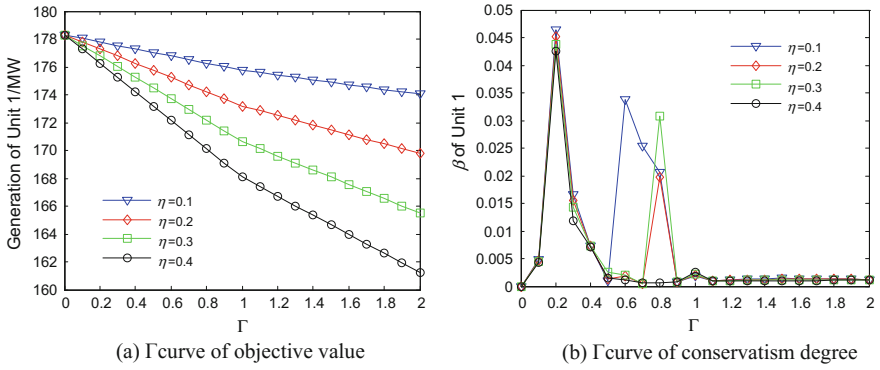 Generation of Unit 1/MW
180
178
176
174
172
170
168
166
164
162
160
η=0.1
η=0.2
η=0.3
η=0.4
0 0.2 0.4 0.6 0.8 1 1.2 1.4 1.6 1.8 2
Γ
(a) Γcurve of objective value
β of Unit 1
0.05
0.045
0.04
0.035
0.03
0.025
0.02
0.015
0.01
0.005
0
η=0.1
η=0.2
η=0.3
η=0.4
0 0.2 0.4 0.6 0.8 1 1.2 1.4 1.6 1.8 2
Γ
(b) Γcurve of conservatism degree